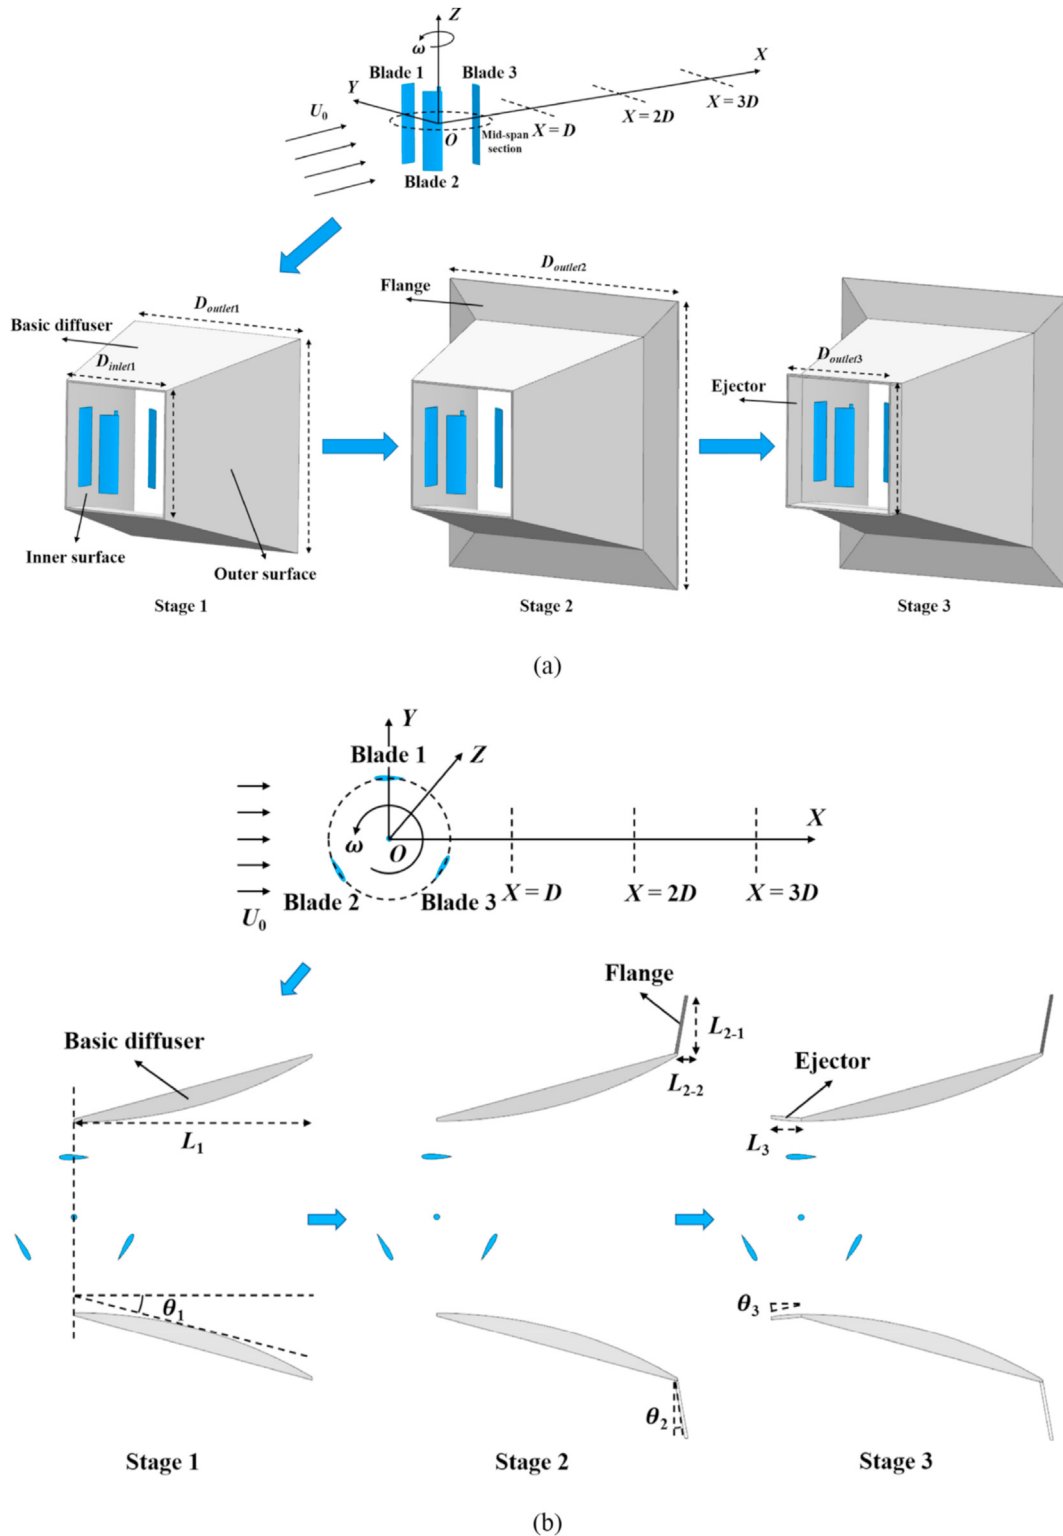 Z
ω
Blade 1
Blade 3
X
Y
X = 3D
X = 2D
U0
X = D
O
Mid-span
section
Blade 2
Doutlet2
Flange
Doutlet1
Basic diffuser
Dinlet1
Doutlet3
Ejector
Inner surface
Outer surface
Stage 1
Stage 2
Stage 3
(a)
Y
Blade 1
Z
X
ω
O
Blade 2
Blade 3
X = D
X = 2D
X = 3D
U0
Flange
Basic diffuser
L2-1
Ejector
L2-2
L1
L3
θ1
θ3
θ2
Stage 1
Stage 2
Stage 3
(b)